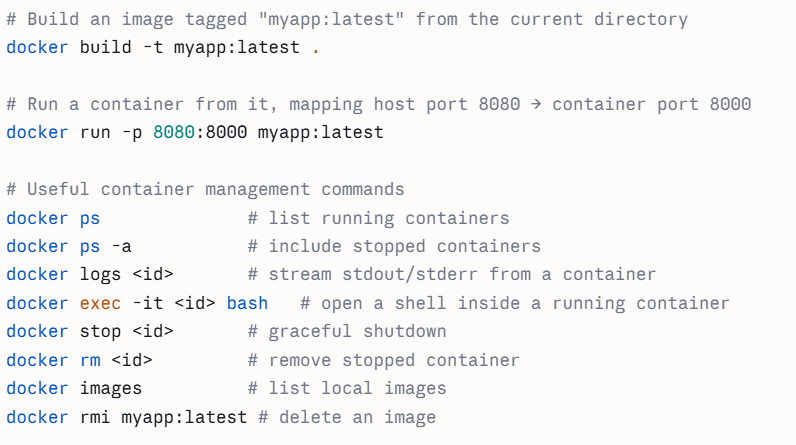 # Build an image tagged "myapp:latest" from the current directory
docker build -t myapp:latest .

# Run a container from it, mapping host port 8080 → container port 8000
docker run -p 8080:8000 myapp:latest

# Useful container management commands
docker ps              # list running containers
docker ps -a           # include stopped containers
docker logs <id>       # stream stdout/stderr from a container
docker exec -it <id> bash   # open a shell inside a running container
docker stop <id>       # graceful shutdown
docker rm <id>         # remove stopped container
docker images          # list local images
docker rmi myapp:latest # delete an image